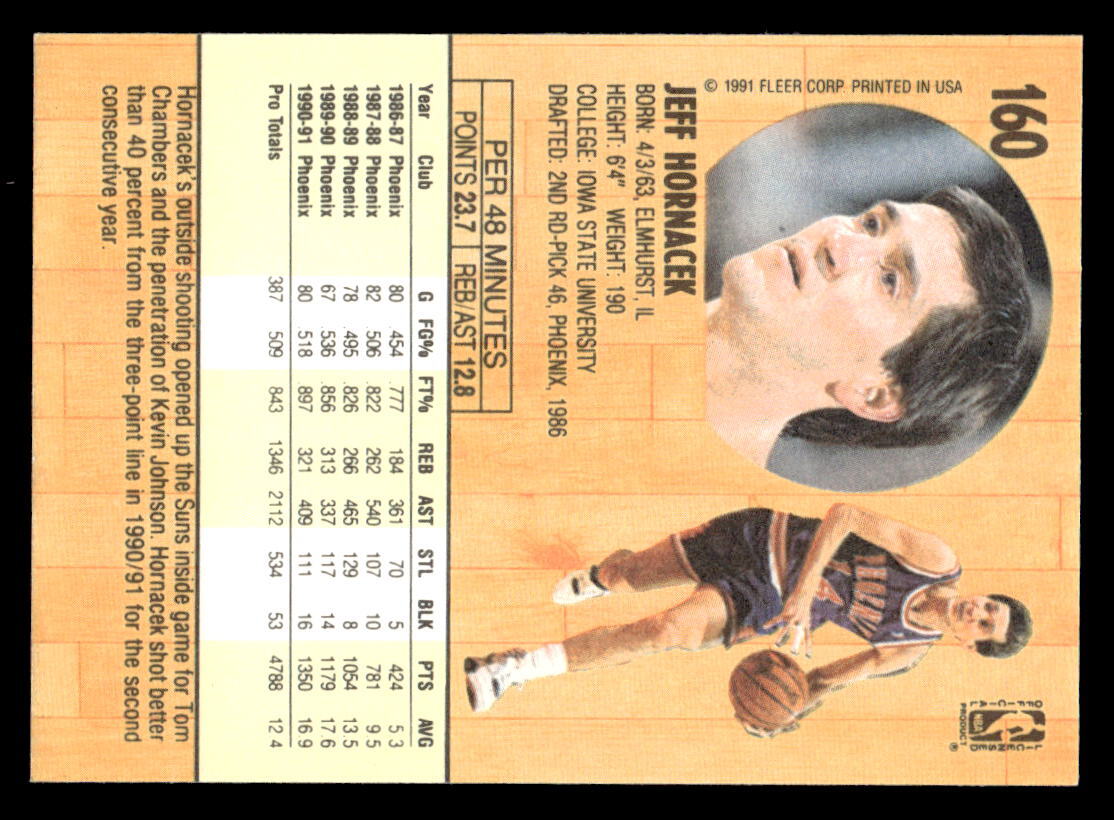 160
OFFICIAL
LICENSED
NBA
PRODUCT ®
© 1991 FLEER CORP. PRINTED IN USA
JEFF HORNACEK
BORN: 4/3/63, ELMHURST, IL
HEIGHT: 6'4" WEIGHT: 190
COLLEGE: IOWA STATE UNIVERSITY
DRAFTED: 2ND RD-PICK 46, PHOENIX, 1986
PER 48 MINUTES
POINTS 23.7 REB/AST 12.8
Year Club G FG% FT% REB AST STL BLK PTS AVG
1986-87 Phoenix 80 .454 .777 184 361 70 5 424 5.3
1987-88 Phoenix 82 .506 .822 262 540 107 10 781 9.5
1988-89 Phoenix 78 .495 .826 266 465 129 8 1054 13.5
1989-90 Phoenix 67 .536 .856 313 337 117 14 1179 17.6
1990-91 Phoenix 80 .518 .897 321 409 111 16 1350 16.9
Pro Totals 387 .509 .843 1346 2112 534 53 4788 12.4
Hornacek's outside shooting opened up the Suns inside game for Tom
Chambers and the penetration of Kevin Johnson. Hornacek shot better
than 40 percent from the three-point line in 1990/91 for the second
consecutive year.